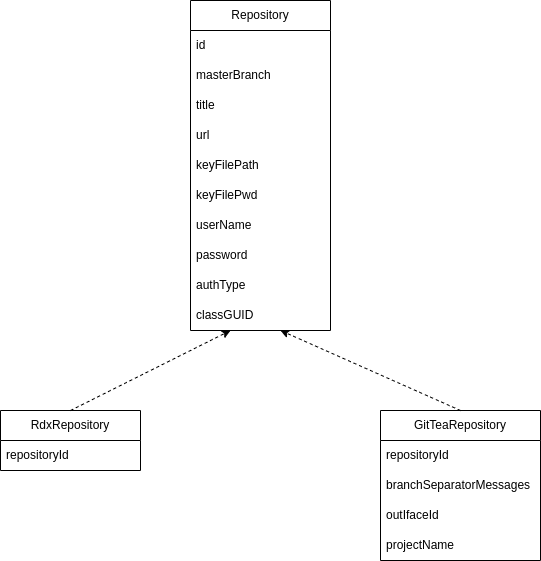 Repository
id
masterBranch
title
url
keyFilePath
keyFilePwd
userName
password
authType
classGUID
RdxRepository
repositoryId
GitTeaRepository
repositoryId
branchSeparatorMessages
outIfaceId
projectName